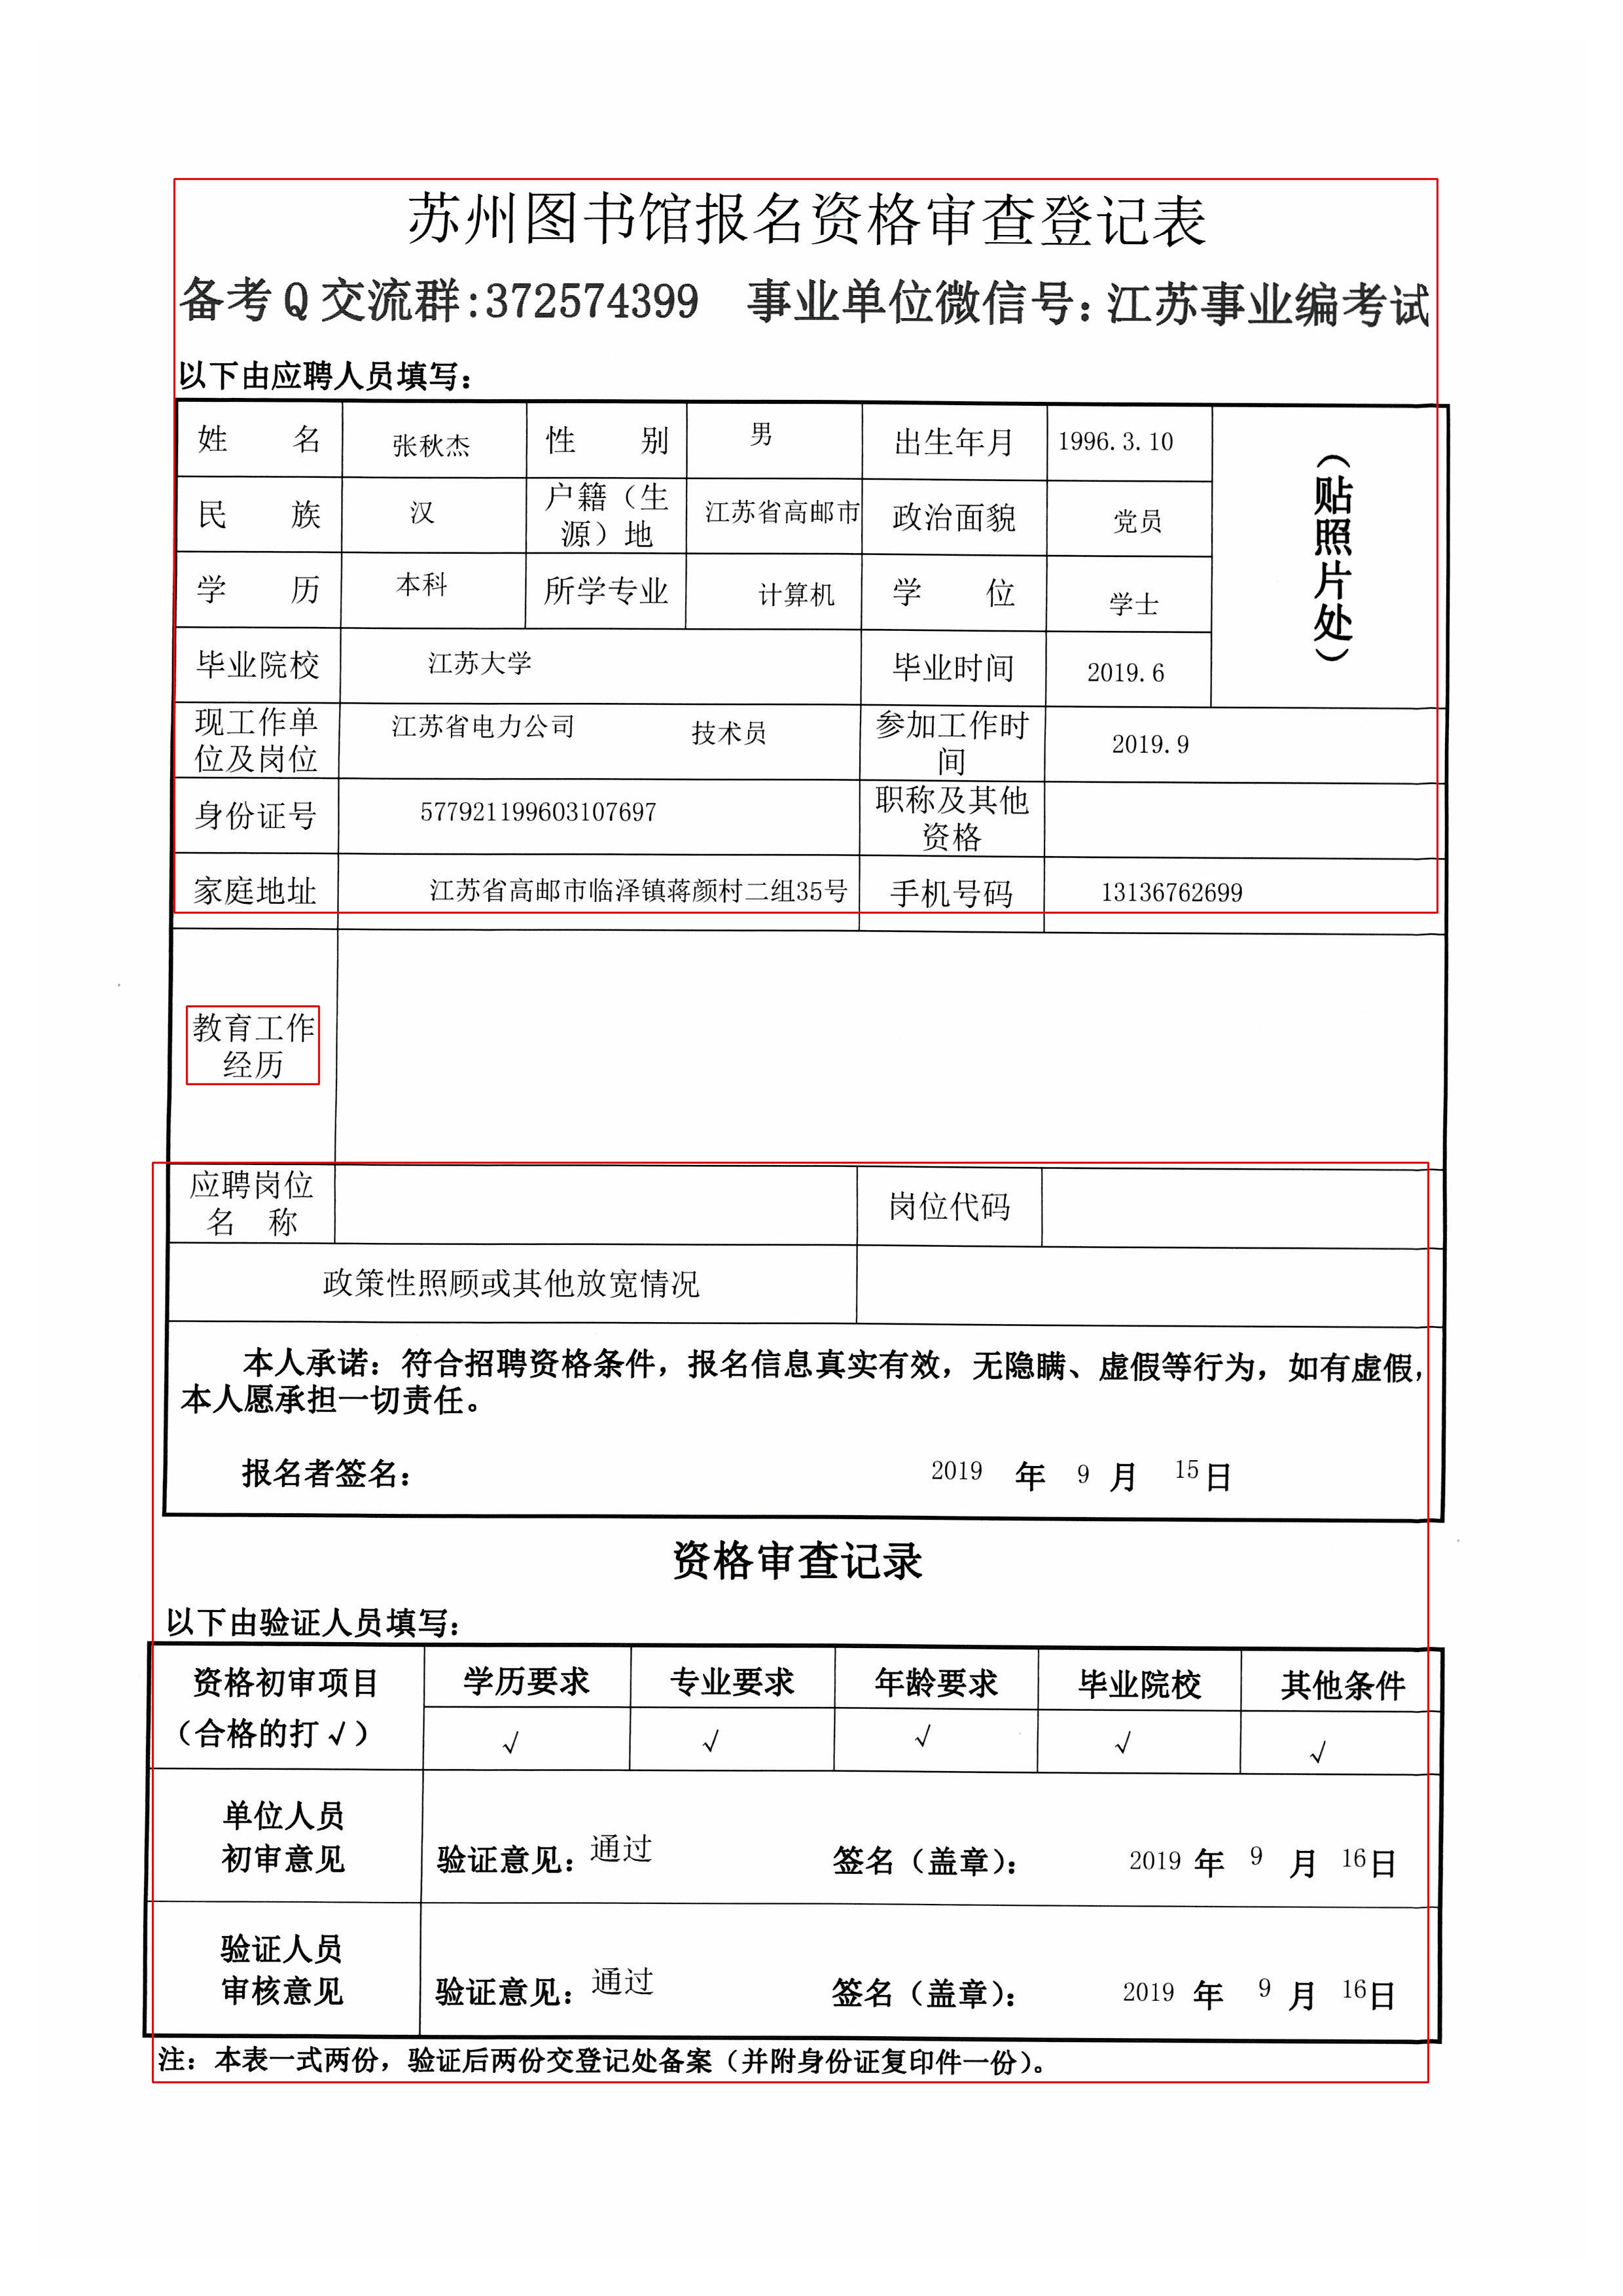 苏州图书馆报名资格审查登记表
备考Q交流群:372574399 事业单位微信号:江苏事业编考试
以下由应聘人员填写:
姓 名 张秋杰 性 别 男 出生年月 1996.3.10
(贴照片处)
民 族 汉 户籍(生源)地 江苏省高邮市 政治面貌 党员
学 历 本科 所学专业 计算机 学 位 学士
毕业院校 江苏大学 毕业时间 2019.6
现工作单位及岗位 江苏省电力公司 技术员 参加工作时间 2019.9
身份证号 577921199603107697 职称及其他资格
家庭地址 江苏省高邮市临泽镇蒋颜村二组35号 手机号码 13136762699
教育工作
经历
应聘岗位
名 称 岗位代码
政策性照顾或其他放宽情况
本人承诺:符合招聘资格条件,报名信息真实有效,无隐瞒、虚假等行为,如有虚假,
本人愿承担一切责任。
报名者签名: 2019 年 9 月 15日
资格审查记录
以下由验证人员填写:
资格初审项目 学历要求 专业要求 年龄要求 毕业院校 其他条件
(合格的打√) √ √ √ √ √
单位人员
初审意见 验证意见:通过 签名(盖章): 2019 年 9 月 16日
验证人员
审核意见 验证意见:通过 签名(盖章): 2019 年 9 月 16日
注:本表一式两份,验证后两份交登记处备案(并附身份证复印件一份)。